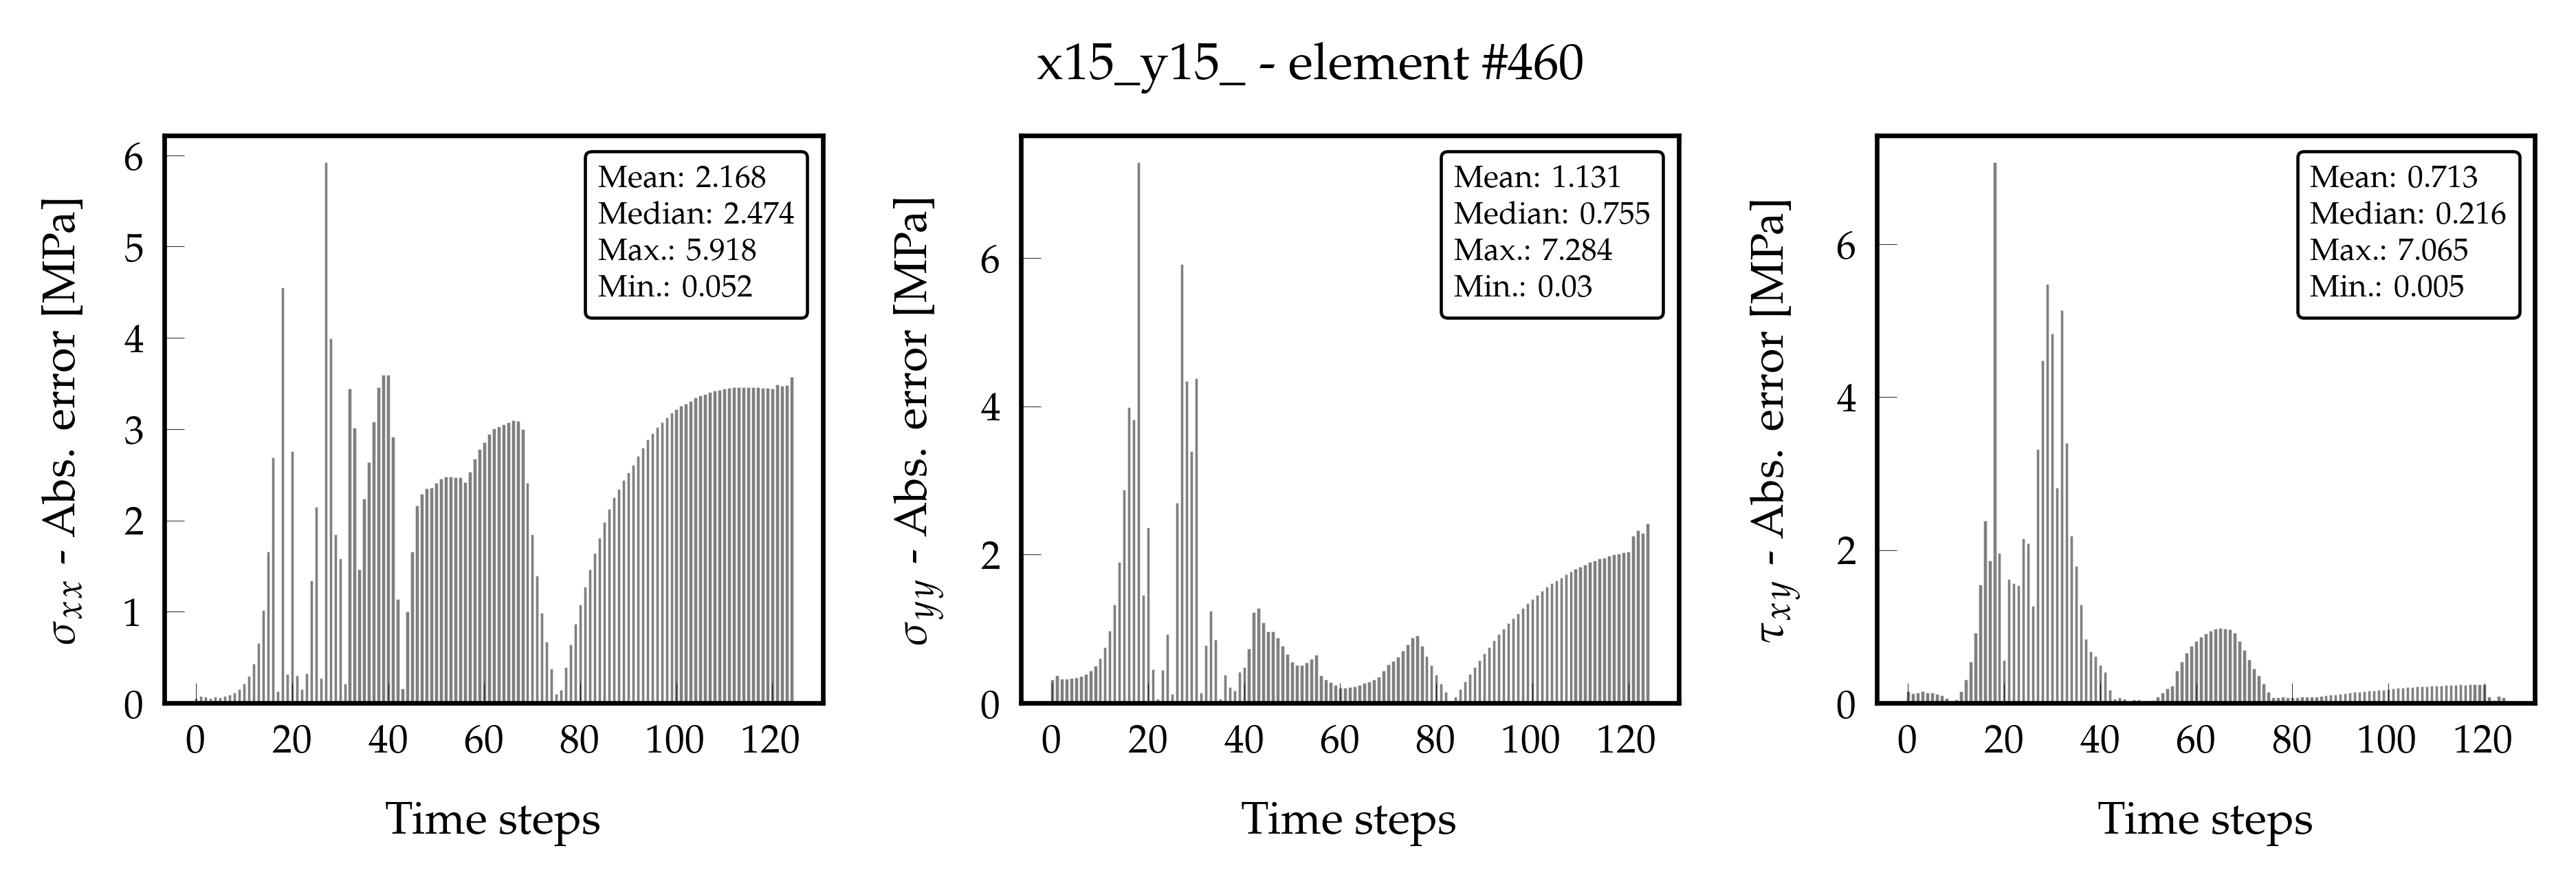 x15_y15_ - element #460
σxx - Abs. error [MPa]
6
5
4
3
2
1
0
Mean: 2.168
Median: 2.474
Max.: 5.918
Min.: 0.052
0 20 40 60 80 100 120
Time steps
σyy - Abs. error [MPa]
6
4
2
0
Mean: 1.131
Median: 0.755
Max.: 7.284
Min.: 0.03
0 20 40 60 80 100 120
Time steps
τxy - Abs. error [MPa]
6
4
2
0
Mean: 0.713
Median: 0.216
Max.: 7.065
Min.: 0.005
0 20 40 60 80 100 120
Time steps